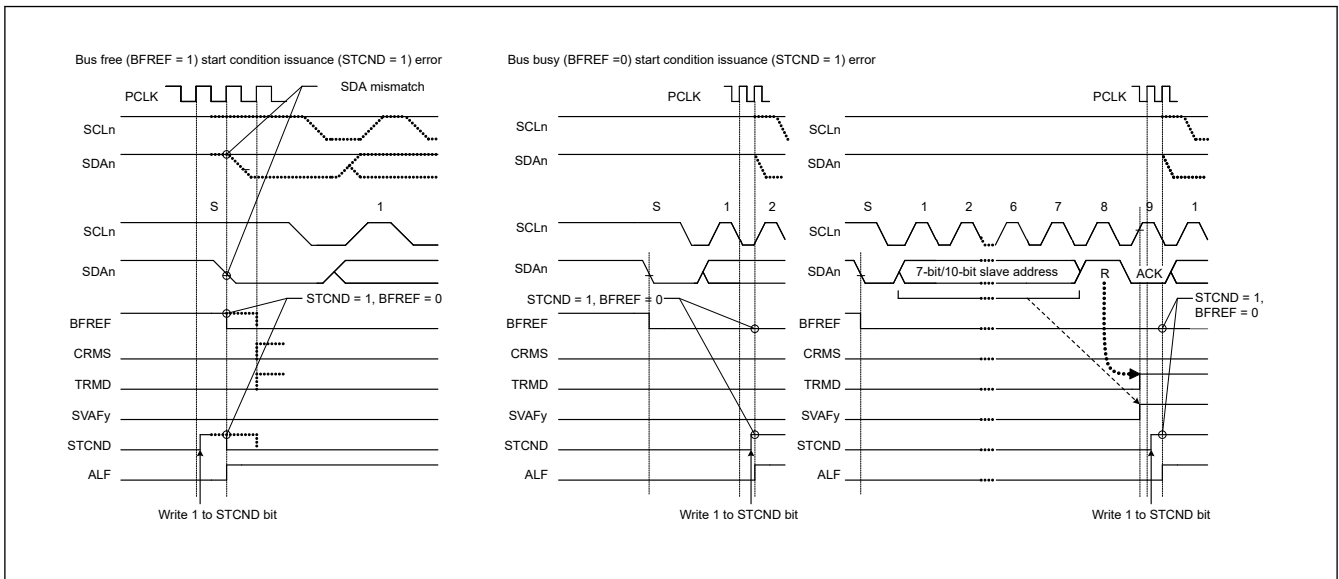 Bus free (BFREF = 1) start condition issuance (STCND = 1) error
PCLK
SDA mismatch
SCLn
SDAn
S 1
SCLn
SDAn
STCND = 1, BFREF = 0
BFREF
CRMS
TRMD
SVAFy
STCND
ALF
Write 1 to STCND bit
Bus busy (BFREF =0) start condition issuance (STCND = 1) error
PCLK
SCLn
SDAn
S 1 2
SCLn
SDAn
STCND = 1, BFREF = 0
BFREF
CRMS
TRMD
SVAFy
STCND
ALF
Write 1 to STCND bit
PCLK
SCLn
SDAn
S 1 2 6 7 8 9 1
SCLn
SDAn 7-bit/10-bit slave address R ACK
STCND = 1,
BFREF = 0
BFREF
CRMS
TRMD
SVAFy
STCND
ALF
Write 1 to STCND bit